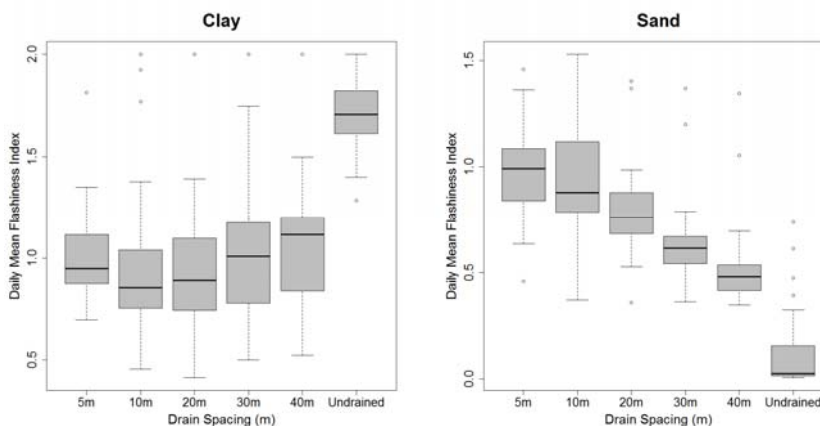 Clay
Daily Mean Flashiness Index
2.0
1.5
1.0
0.5
5m 10m 20m 30m 40m Undrained
Drain Spacing (m)
Sand
Daily Mean Flashiness Index
1.5
1.0
0.5
0.0
5m 10m 20m 30m 40m Undrained
Drain Spacing (m)